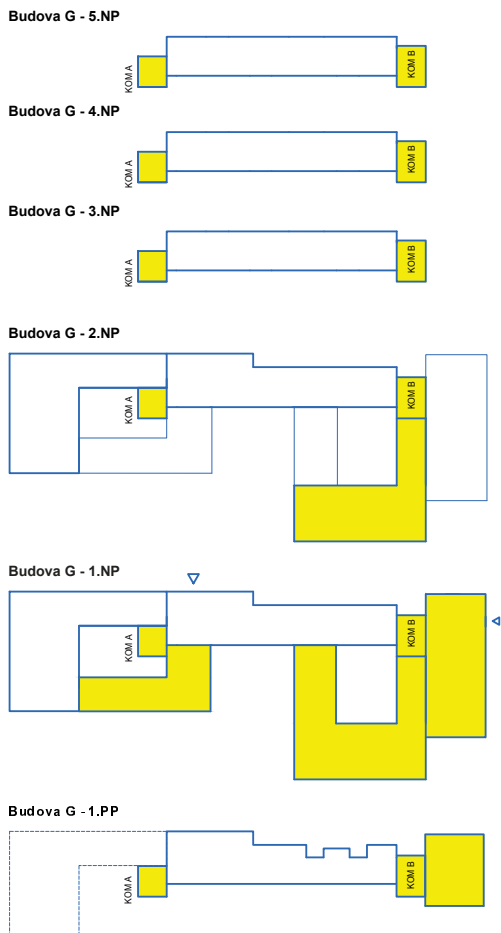 Budova G - 5.NP
KOM A
KOM B
Budova G - 4.NP
KOM A
KOM B
Budova G - 3.NP
KOM A
KOM B
Budova G - 2.NP
KOM A
KOM B
Budova G - 1.NP
KOM A
KOM B
Budova G - 1.PP
KOM A
KOM B